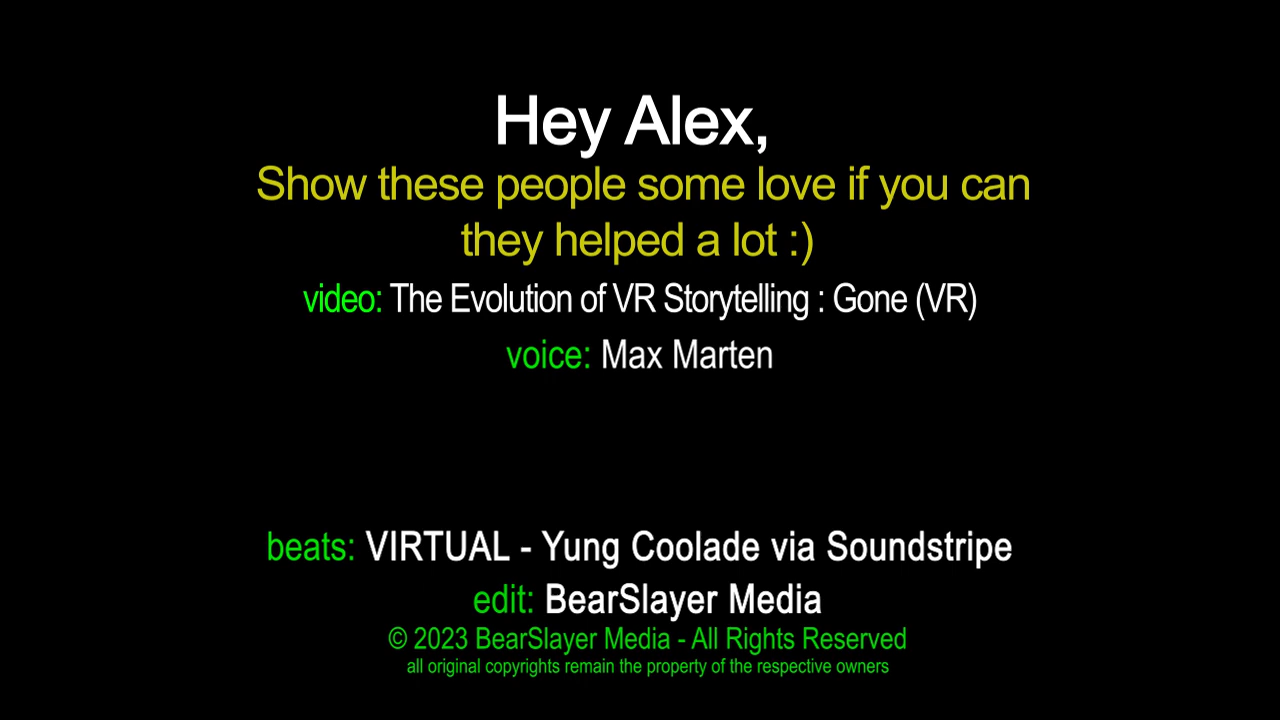 Hey Alex,
Show these people some love if you can
they helped a lot :)
video: The Evolution of VR Storytelling : Gone (VR)
voice: Max Marten
beats: VIRTUAL - Yung Coolade via Soundstripe
edit: BearSlayer Media
© 2023 BearSlayer Media - All Rights Reserved
all original copyrights remain the property of the respective owners